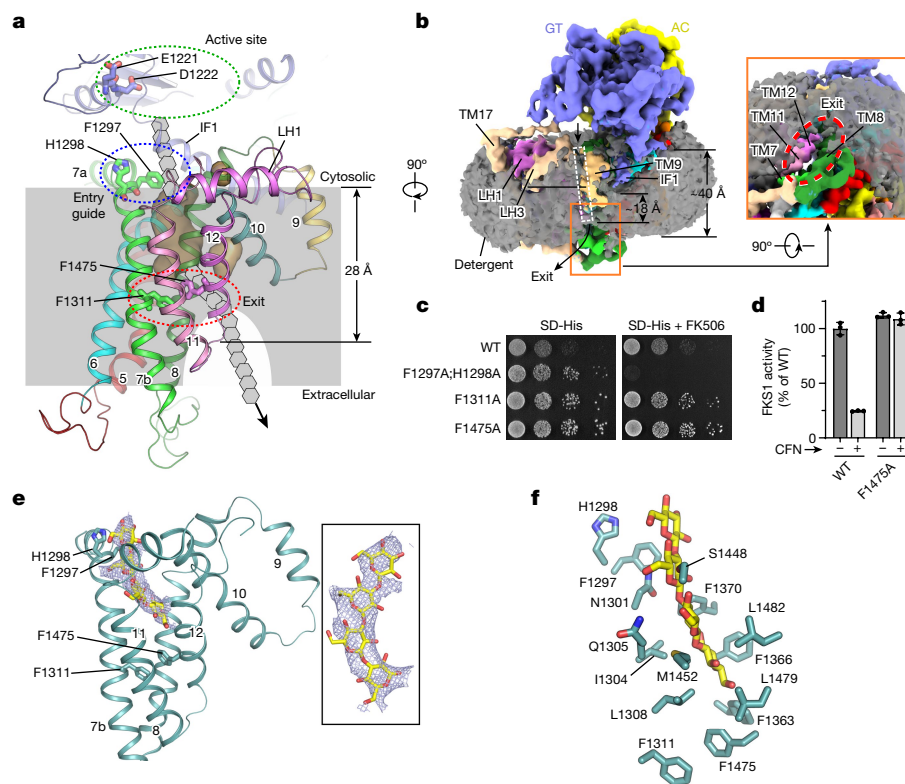 a
Active site
E1221
D1222
F1297
IF1
LH1
H1298
7a
Cytosolic
Entry
guide
12
10
9
28 Å
F1475
F1311
Exit
11
6
5
7b
8
Extracellular
90º
b
GT
AC
TM17
TM9
IF1
LH1
LH3
~40 Å
~18 Å
Detergent
Exit
TM12
Exit
TM11
TM8
TM7
90º
c
SD-His
SD-His + FK506
WT
F1297A;H1298A
F1311A
F1475A
d
FKS1 activity
(% of WT)
100
50
0
CFN
− + − +
WT
F1475A
e
H1298
F1297
9
10
11
12
F1475
F1311
7b
8
f
H1298
S1448
F1297
F1370
N1301
L1482
Q1305
F1366
I1304
M1452
L1479
L1308
F1363
F1311
F1475